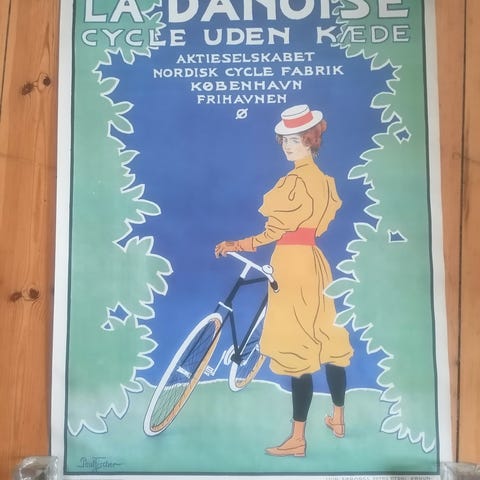 LA DANOISE
CYCLE UDEN KÆDE
AKTIESELSKABET
NORDISK CYCLE FABRIK
KØBENHAVN
FRIHAVNEN
Ø
Paul Fischer